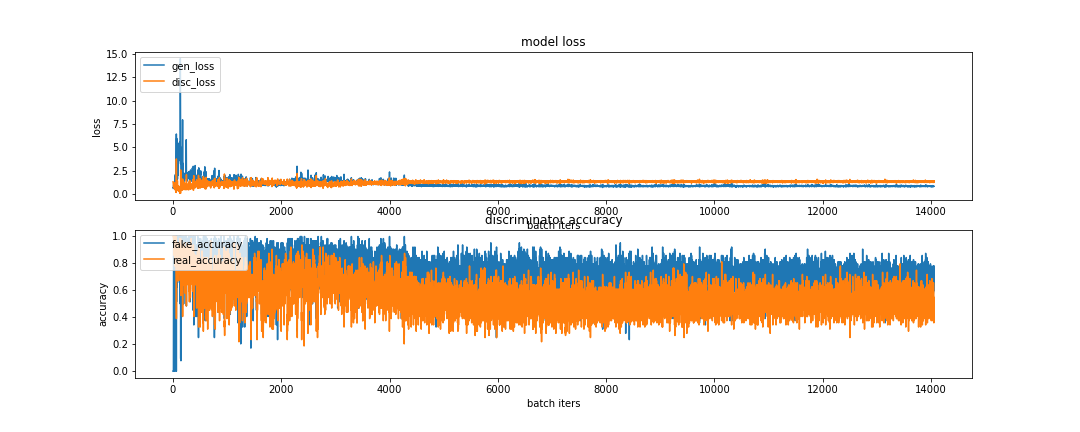 model loss
15.0
12.5
10.0
7.5
5.0
2.5
0.0
loss
gen_loss
disc_loss
0 2000 4000 6000 8000 10000 12000 14000
batch iters
discriminator accuracy
1.0
0.8
0.6
0.4
0.2
0.0
accuracy
fake_accuracy
real_accuracy
0 2000 4000 6000 8000 10000 12000 14000
batch iters